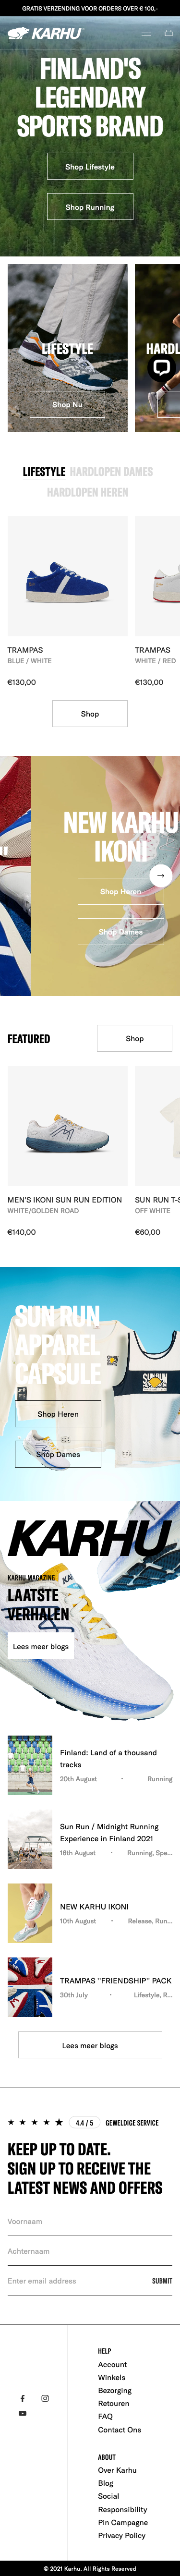 GRATIS VERZENDING VOOR ORDERS OVER € 100,-
KARHU
FINLAND'S
LEGENDARY
SPORTS BRAND
Shop Lifestyle
Shop Running
LIFESTYLE
Shop Nu
HARDL
LIFESTYLE HARDLOPEN DAMES
HARDLOPEN HEREN
TRAMPAS
BLUE / WHITE
€130,00
TRAMPAS
WHITE / RED
€130,00
Shop
NEW KARHU
IKONI
Shop Heren
Shop Dames
FEATURED
Shop
MEN'S IKONI SUN RUN EDITION
WHITE/GOLDEN ROAD
€140,00
SUN RUN T-S
OFF WHITE
€60,00
SUN RUN
APPAREL
CAPSULE
Shop Heren
Shop Dames
KARHU
KARHU MAGAZINE
LAATSTE
VERHALEN
Lees meer blogs
Finland: Land of a thousand
tracks
20th August • Running
Sun Run / Midnight Running
Experience in Finland 2021
16th August • Running, Spe...
NEW KARHU IKONI
10th August • Release, Run...
TRAMPAS "FRIENDSHIP" PACK
30th July • Lifestyle, R...
Lees meer blogs
4.4 / 5 GEWELDIGE SERVICE
KEEP UP TO DATE.
SIGN UP TO RECEIVE THE
LATEST NEWS AND OFFERS
Voornaam
Achternaam
Enter email address SUBMIT
HELP
Account
Winkels
Bezorging
Retouren
FAQ
Contact Ons
ABOUT
Over Karhu
Blog
Social
Responsibility
Pin Campagne
Privacy Policy
© 2021 Karhu. All Rights Reserved